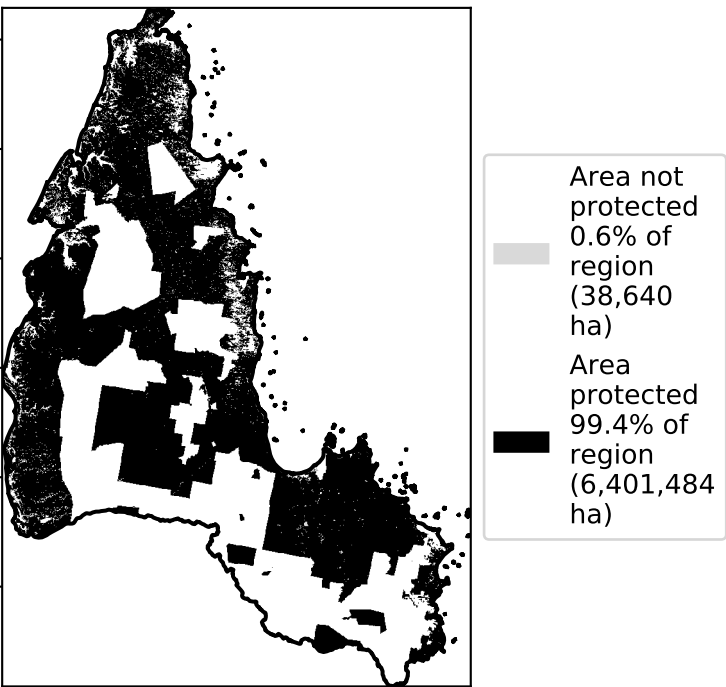 Area not
protected
0.6% of
region
(38,640
ha)
Area
protected
99.4% of
region
(6,401,484
ha)